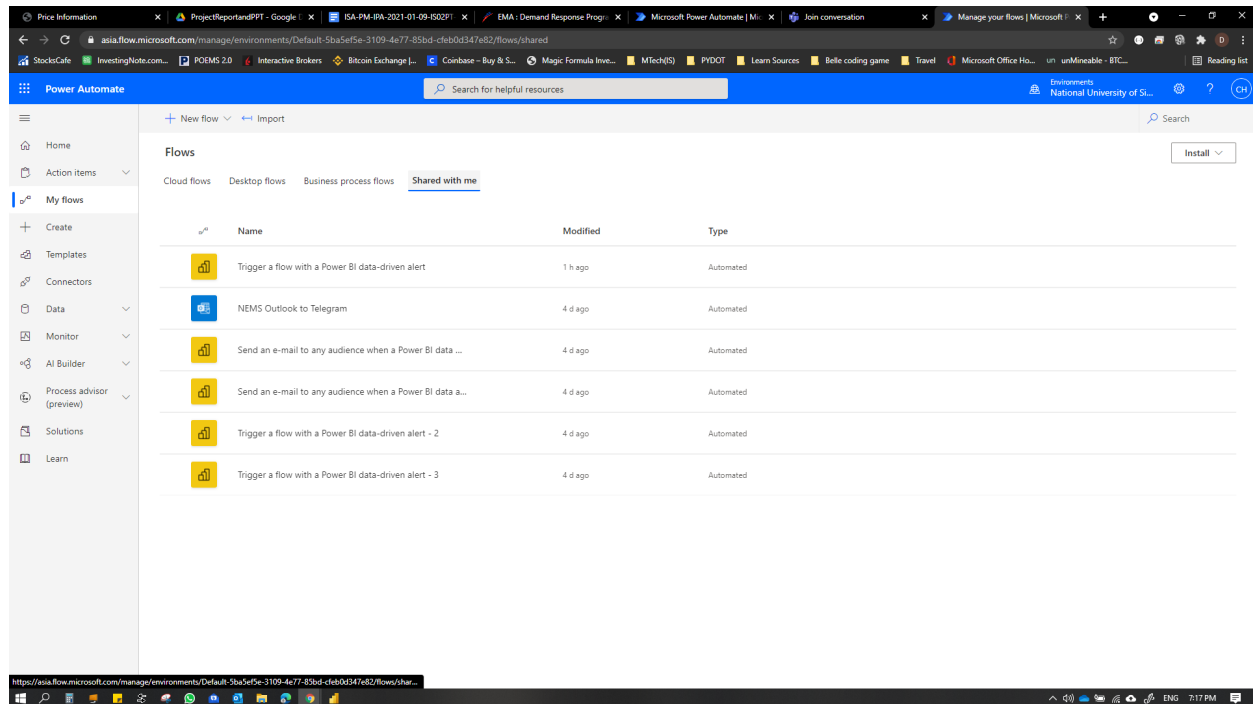 Price Information
ProjectReportandPPT - Google D
ISA-PM-IPA-2021-01-09-IS02PT
EMA : Demand Response Progra
Microsoft Power Automate | Mic
Join conversation
Manage your flows | Microsoft P
asia.flow.microsoft.com/manage/environments/Default-5ba5ef5e-3109-4e77-85bd-cfeb0d347e82/flows/shared
D
StocksCafe
InvestingNote.com...
POEMS 2.0
Interactive Brokers
Bitcoin Exchange |...
Coinbase – Buy & S...
Magic Formula Inve...
MTech(IS)
PYDOT
Learn Sources
Belle coding game
Travel
Microsoft Office Ho...
un unMineable - BTC...
Reading list
Power Automate
Search for helpful resources
Environments
National University of Si...
?
CH
New flow
Import
Search
Home
Action items
My flows
Create
Templates
Connectors
Data
Monitor
AI Builder
Process advisor
(preview)
Solutions
Learn
Flows
Install
Cloud flows Desktop flows Business process flows Shared with me
Name Modified Type
Trigger a flow with a Power BI data-driven alert 1 h ago Automated
NEMS Outlook to Telegram 4 d ago Automated
Send an e-mail to any audience when a Power BI data ... 4 d ago Automated
Send an e-mail to any audience when a Power BI data a... 4 d ago Automated
Trigger a flow with a Power BI data-driven alert - 2 4 d ago Automated
Trigger a flow with a Power BI data-driven alert - 3 4 d ago Automated
https://asia.flow.microsoft.com/manage/environments/Default-5ba5ef5e-3109-4e77-85bd-cfeb0d347e82/flows/shar...
ENG 7:17 PM